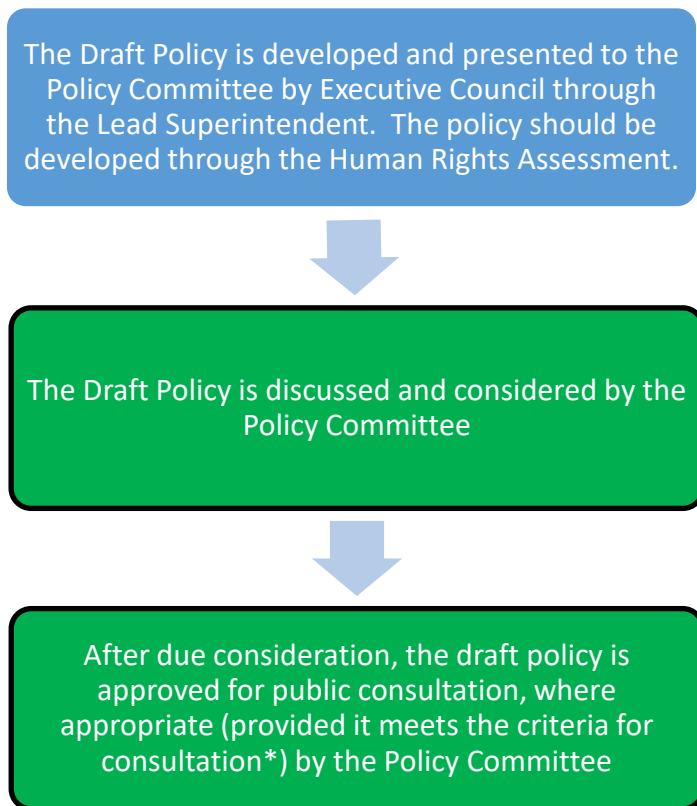 The Draft Policy is developed and presented to the
Policy Committee by Executive Council through
the Lead Superintendent.  The policy should be
developed through the Human Rights Assessment.
The Draft Policy is discussed and considered by the
Policy Committee
After due consideration, the draft policy is
approved for public consultation, where
appropriate (provided it meets the criteria for
consultation*) by the Policy Committee